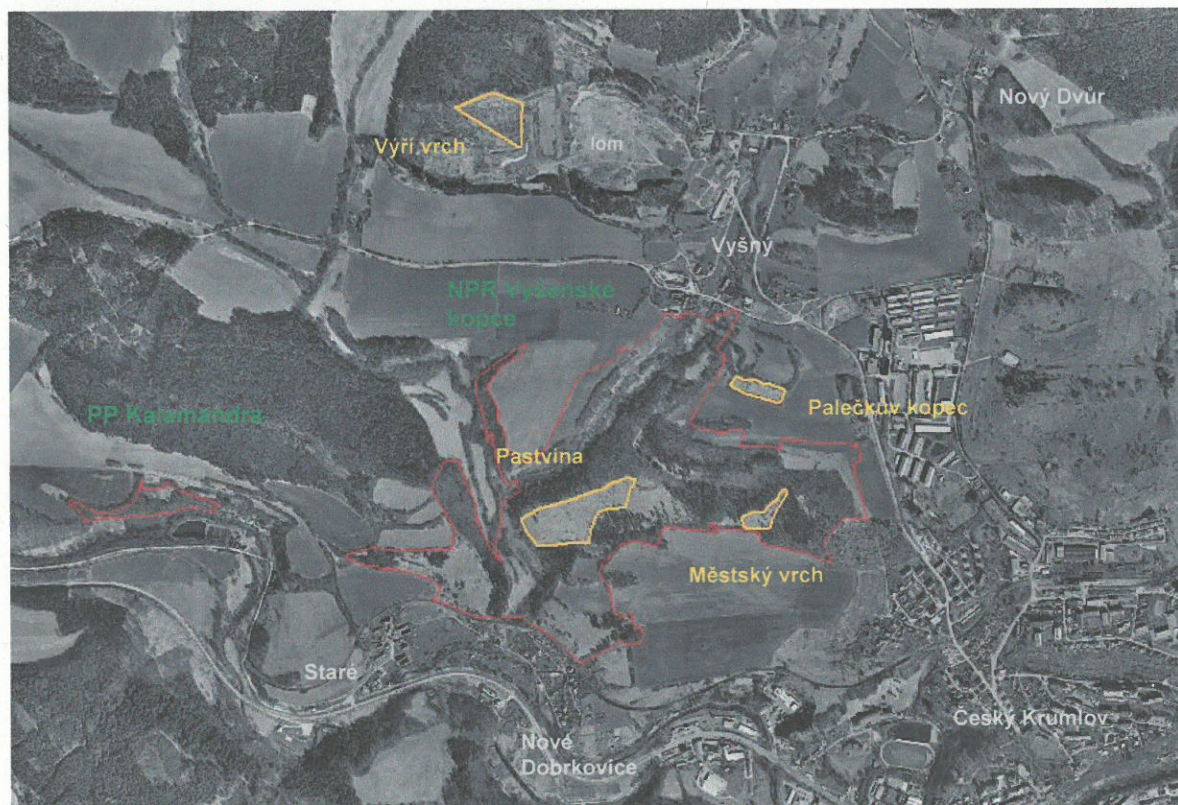 Nový Dvůr
Výří vrch
lom
Vyšný
NPR Vyšenské
kopce
PP Kalamandra
Palečkův kopec
Pastvina
Městský vrch
Staré
Český Krumlov
Nové
Dobrkovice